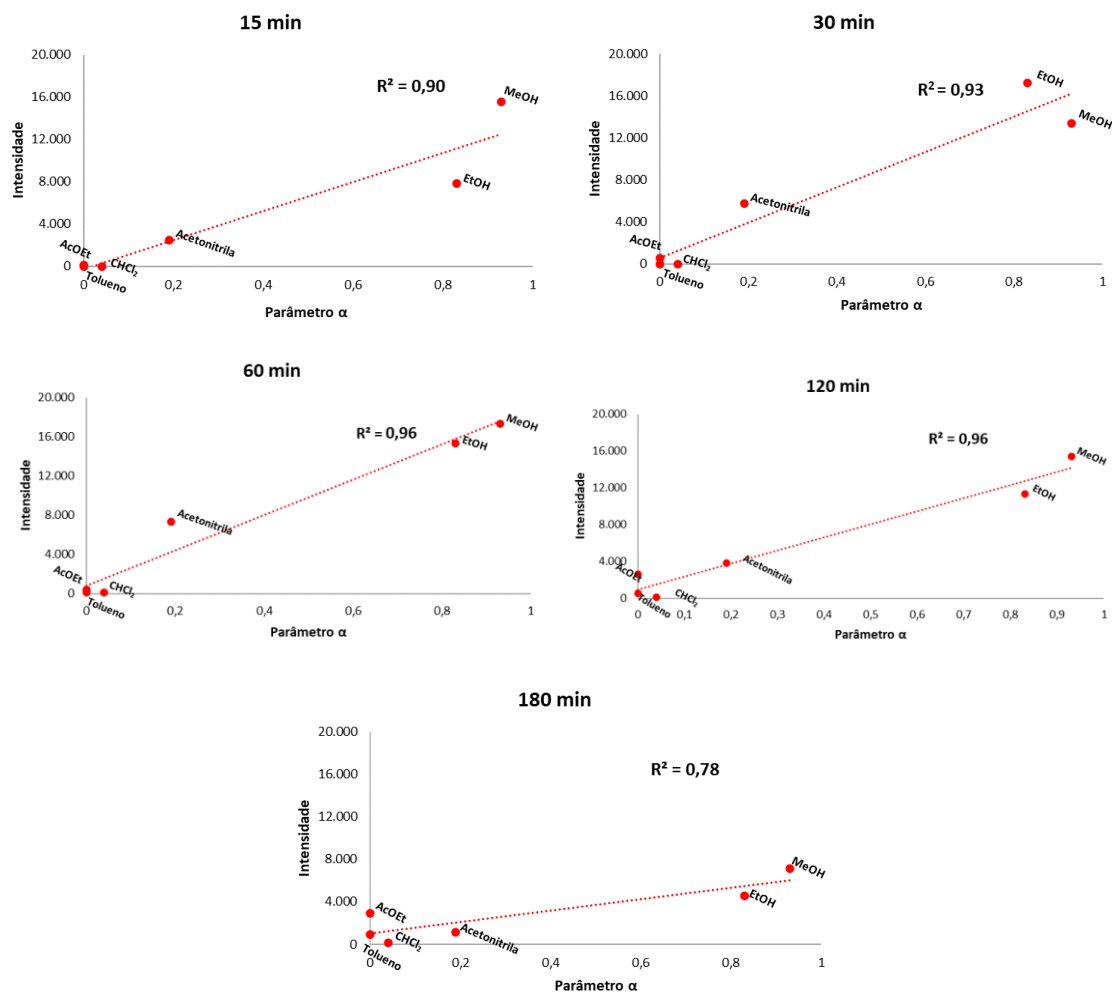 15 min
20.000
16.000
12.000
8.000
4.000
0
Intensidade
R² = 0,90
MeOH
EtOH
Acetonitrila
AcOEt
CHCl₂
Tolueno
0 0,2 0,4 0,6 0,8 1
Parâmetro α
30 min
20.000
16.000
12.000
8.000
4.000
0
Intensidade
R² = 0,93
EtOH
MeOH
Acetonitrila
AcOEt
CHCl₂
Tolueno
0 0,2 0,4 0,6 0,8 1
Parâmetro α
60 min
20.000
16.000
12.000
8.000
4.000
0
Intensidade
R² = 0,96
MeOH
EtOH
Acetonitrila
AcOEt
CHCl₂
Tolueno
0 0,2 0,4 0,6 0,8 1
Parâmetro α
120 min
20.000
16.000
12.000
8.000
4.000
0
Intensidade
R² = 0,96
MeOH
EtOH
Acetonitrila
AcOEt
CHCl₂
Tolueno
0 0,1 0,2 0,3 0,4 0,5 0,6 0,7 0,8 0,9 1
Parâmetro α
180 min
20.000
16.000
12.000
8.000
4.000
0
Intensidade
R² = 0,78
MeOH
EtOH
AcOEt
Acetonitrila
CHCl₂
Tolueno
0 0,2 0,4 0,6 0,8 1
Parâmetro α